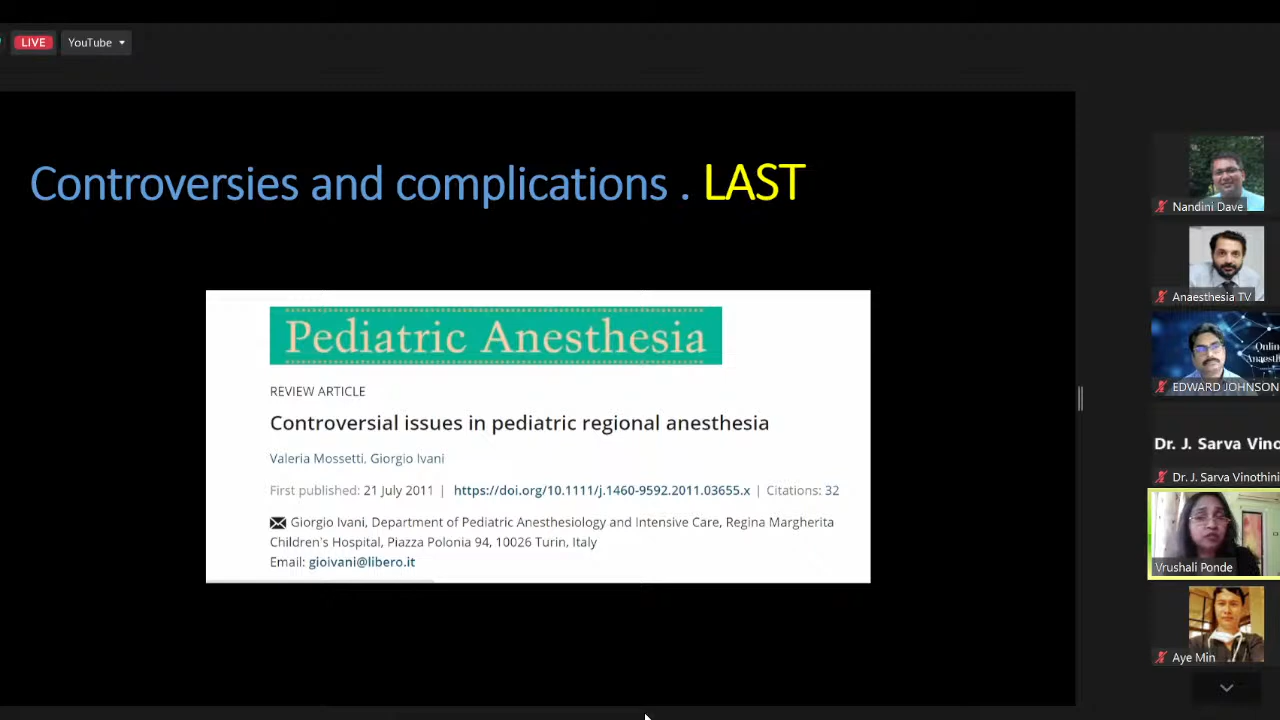 LIVE
YouTube
Controversies and complications . LAST
Pediatric Anesthesia
REVIEW ARTICLE
Controversial issues in pediatric regional anesthesia
Valeria Mossetti, Giorgio Ivani
First published: 21 July 2011 | https://doi.org/10.1111/j.1460-9592.2011.03655.x | Citations: 32
Giorgio Ivani, Department of Pediatric Anesthesiology and Intensive Care, Regina Margherita
Children's Hospital, Piazza Polonia 94, 10026 Turin, Italy
Email: gioivani@libero.it
Nandini Dave
Anaesthesia TV
Online
EDWARD JOHNSON
Dr. J. Sarva Vino
Dr. J. Sarva Vinothini
Vrushali Ponde
Aye Min